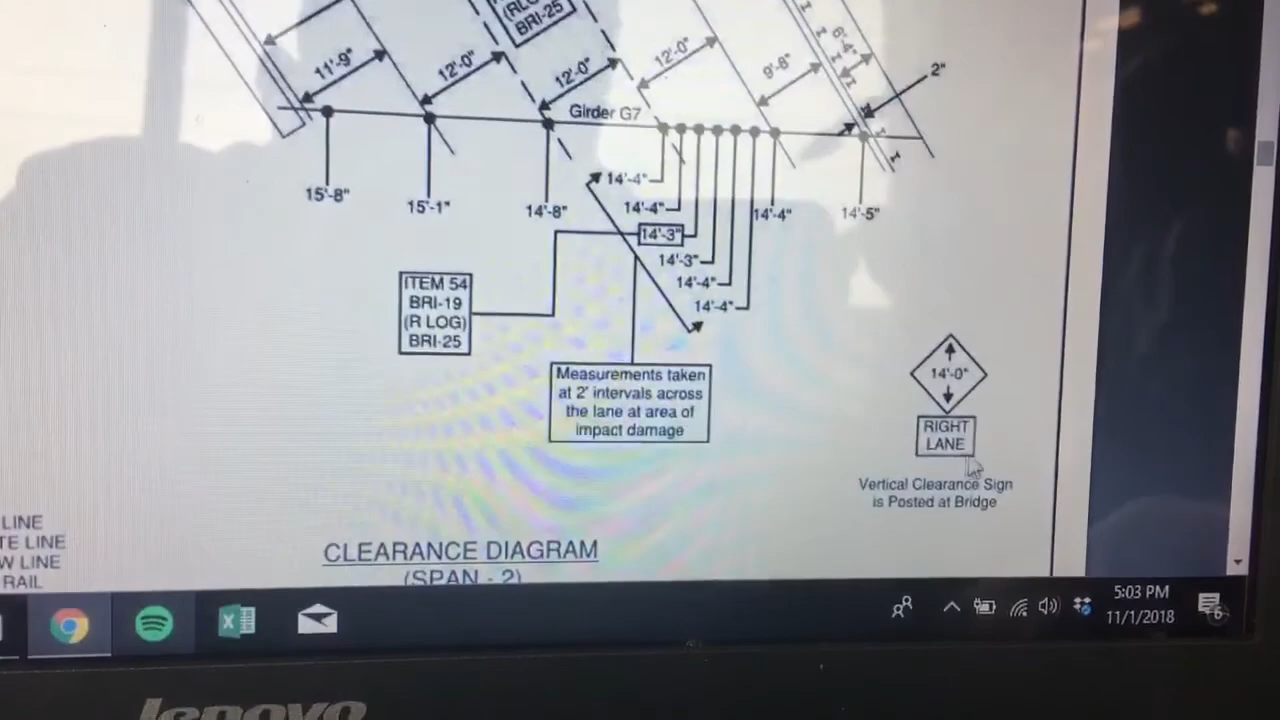 (RLOG)
BRI-25
11'-9"
12'-0"
12'-0"
12'-0"
9'-8"
6'-4"
2"
Girder G7
15'-8"
15'-1"
14'-8"
14'-4"
14'-4"
14'-3"
14'-3"
14'-4"
14'-4"
14'-4"
14'-5"
ITEM 54
BRI-19
(R LOG)
BRI-25
Measurements taken
at 2' intervals across
the lane at area of
impact damage
14'-0"
RIGHT
LANE
Vertical Clearance Sign
is Posted at Bridge
LINE
TE LINE
W LINE
RAIL
CLEARANCE DIAGRAM
(SPAN - 2)
5:03 PM
11/1/2018
6
lenovo